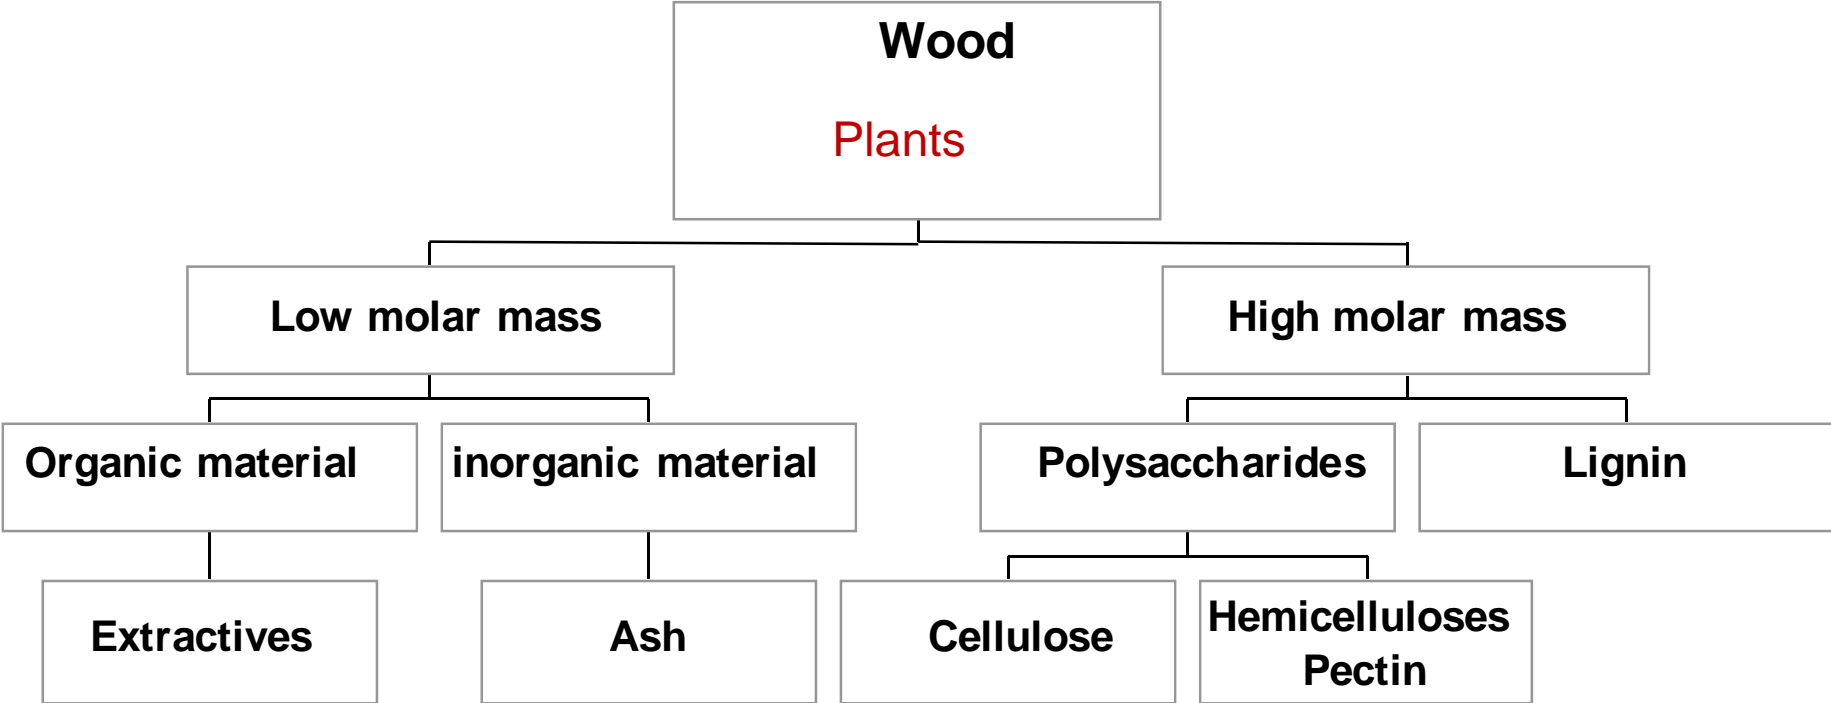 Wood
Plants
Low molar mass
High molar mass
Organic material
inorganic material
Polysaccharides
Lignin
Extractives
Ash
Cellulose
Hemicelluloses
Pectin